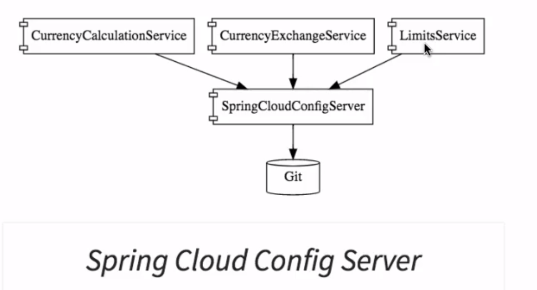 CurrencyCalculationService CurrencyExchangeService LimitsService
SpringCloudConfigServer
Git
Spring Cloud Config Server